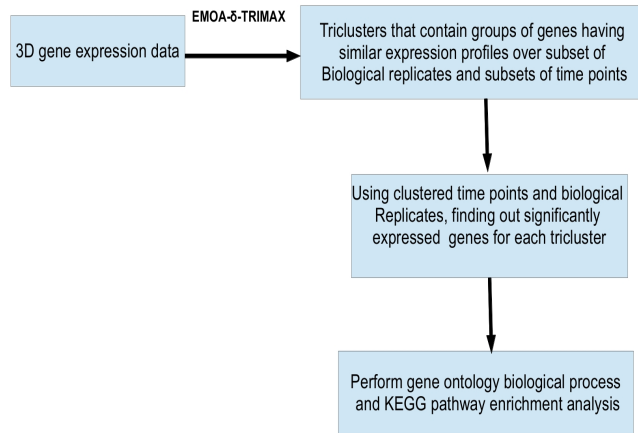 EMOA-δ-TRIMAX
3D gene expression data
Triclusters that contain groups of genes having
similar expression profiles over subset of
Biological replicates and subsets of time points
Using clustered time points and biological
Replicates, finding out significantly
expressed genes for each tricluster
Perform gene ontology biological process
and KEGG pathway enrichment analysis